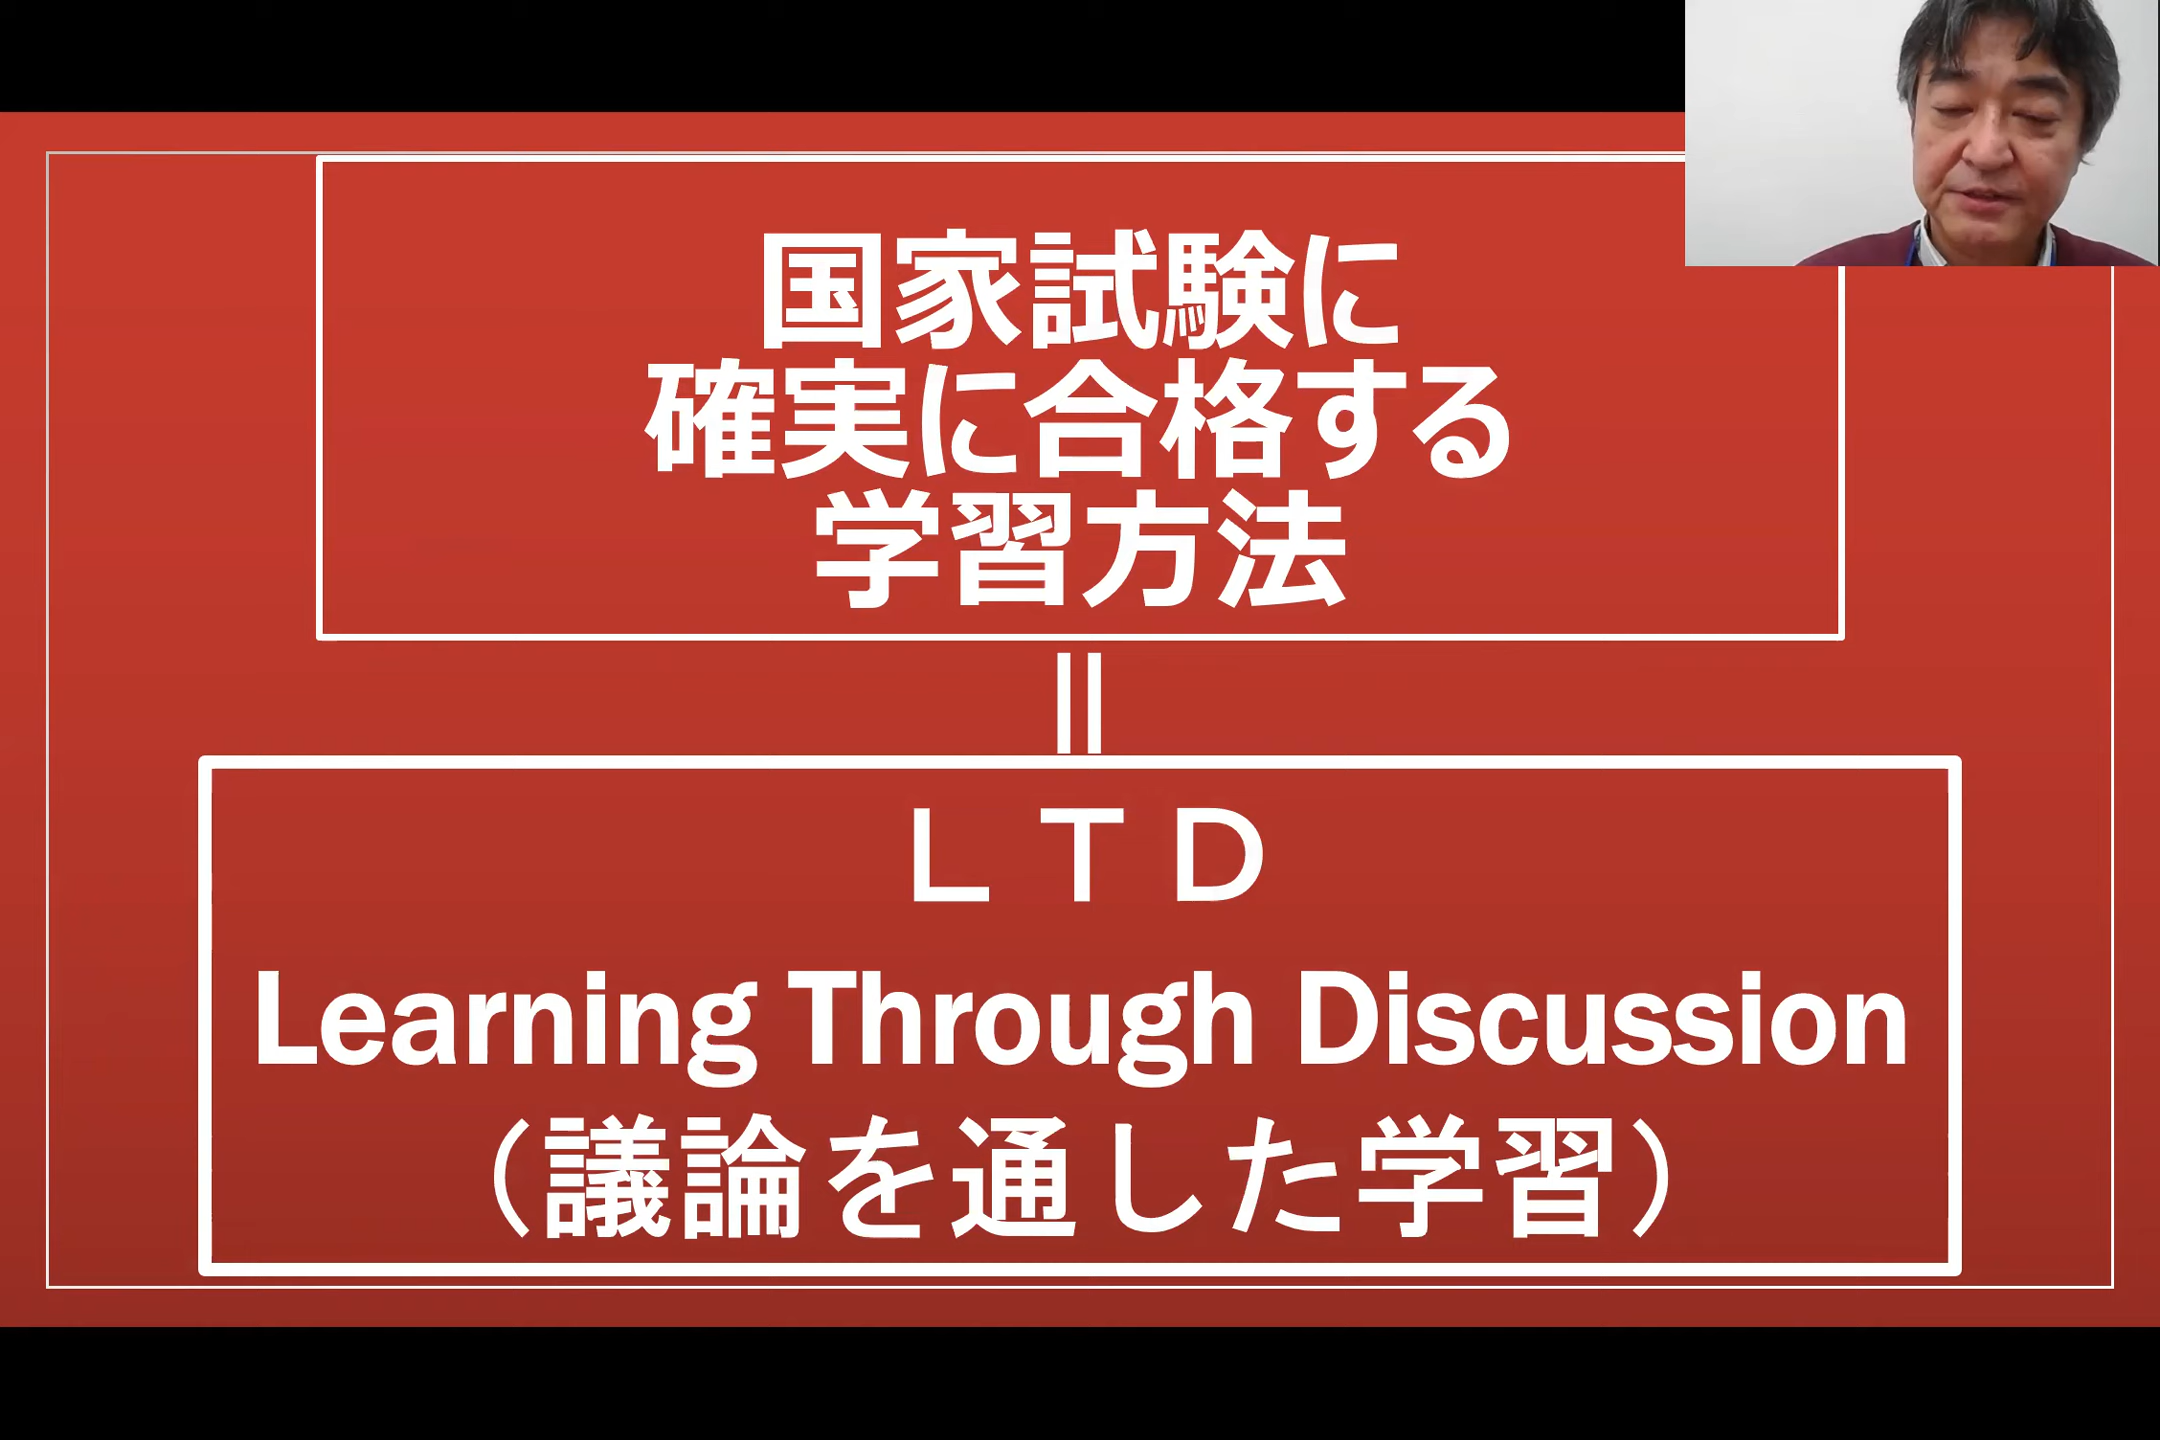 国家試験に
確実に合格する
学習方法
||
ＬＴＤ
Learning Through Discussion
（議論を通した学習）